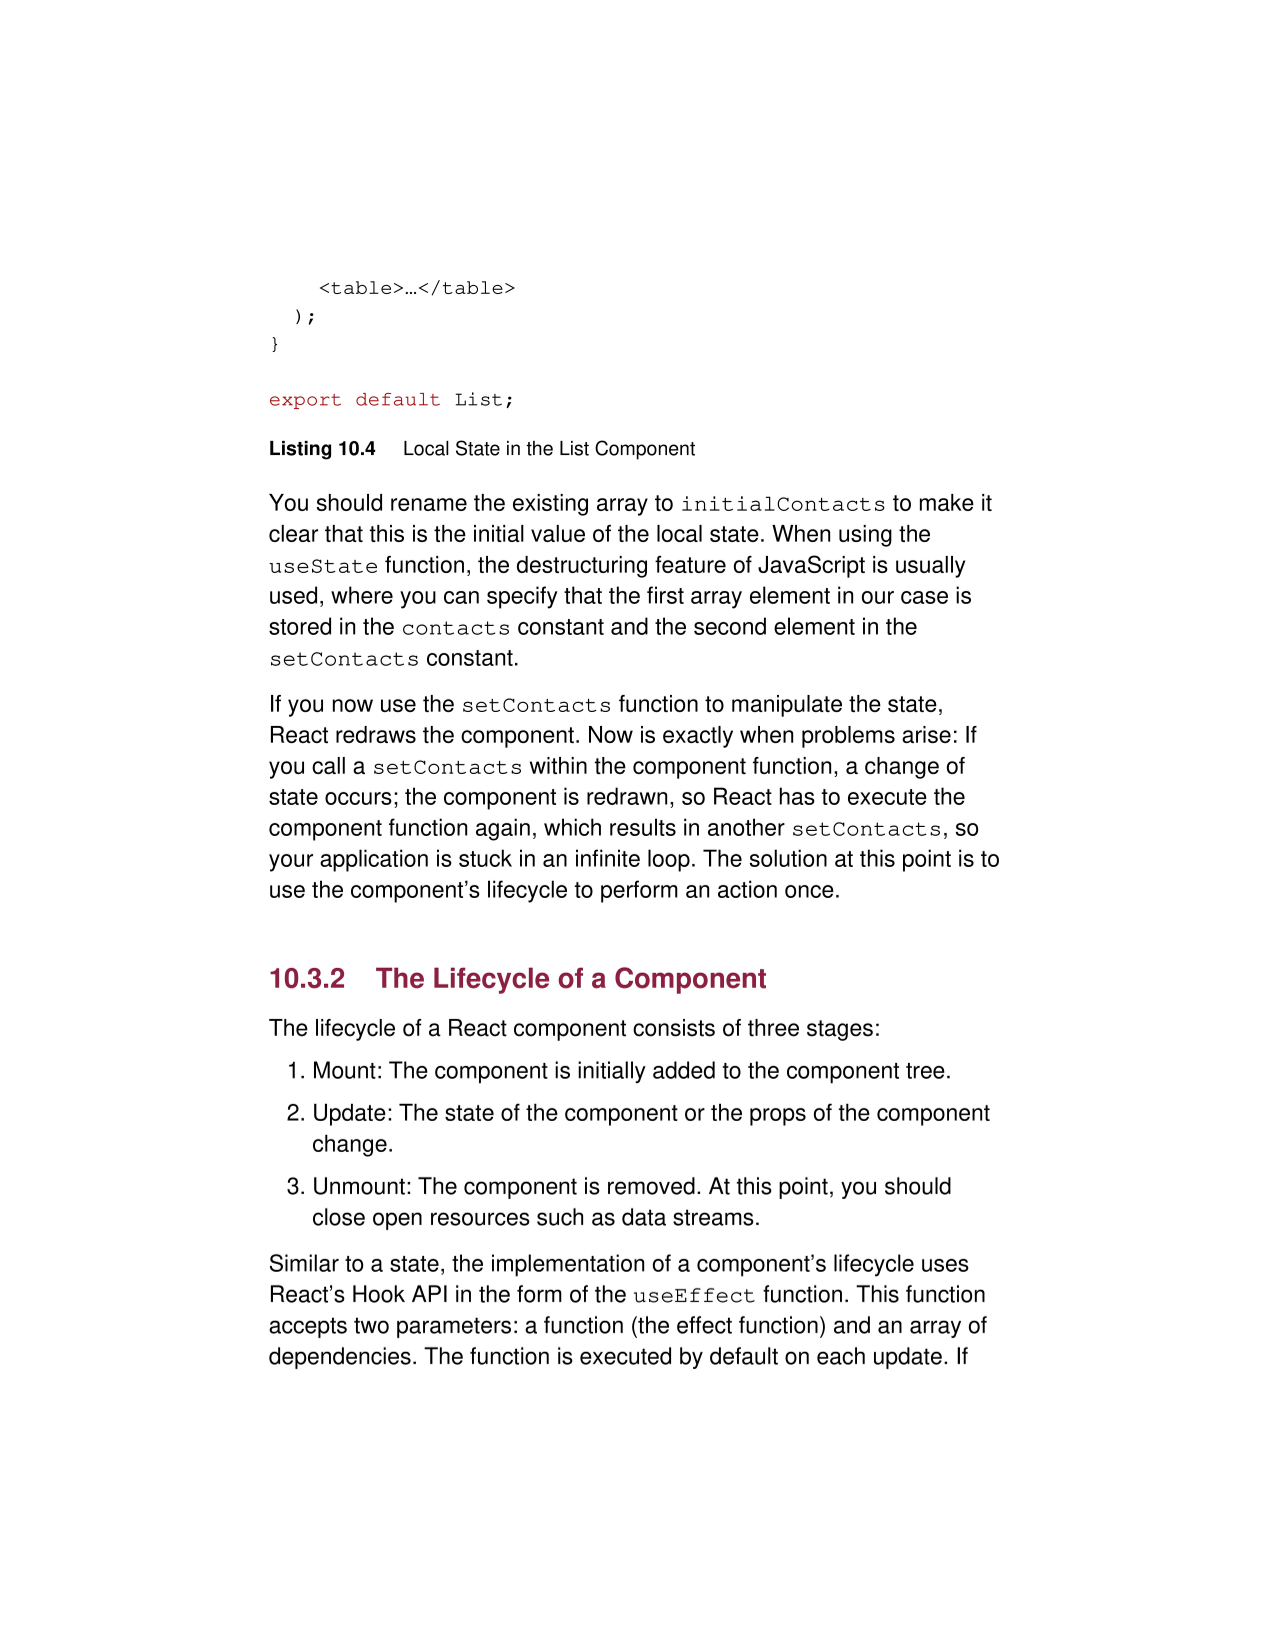 <table>…</table>
);
}
export default List;
Listing 10.4 Local State in the List Component
You should rename the existing array to initialContacts to make it
clear that this is the initial value of the local state. When using the
useState function, the destructuring feature of JavaScript is usually
used, where you can specify that the first array element in our case is
stored in the contacts constant and the second element in the
setContacts constant.
If you now use the setContacts function to manipulate the state,
React redraws the component. Now is exactly when problems arise: If
you call a setContacts within the component function, a change of
state occurs; the component is redrawn, so React has to execute the
component function again, which results in another setContacts, so
your application is stuck in an infinite loop. The solution at this point is to
use the component’s lifecycle to perform an action once.
10.3.2 The Lifecycle of a Component
The lifecycle of a React component consists of three stages:
1. Mount: The component is initially added to the component tree.
2. Update: The state of the component or the props of the component
change.
3. Unmount: The component is removed. At this point, you should
close open resources such as data streams.
Similar to a state, the implementation of a component’s lifecycle uses
React’s Hook API in the form of the useEffect function. This function
accepts two parameters: a function (the effect function) and an array of
dependencies. The function is executed by default on each update. If